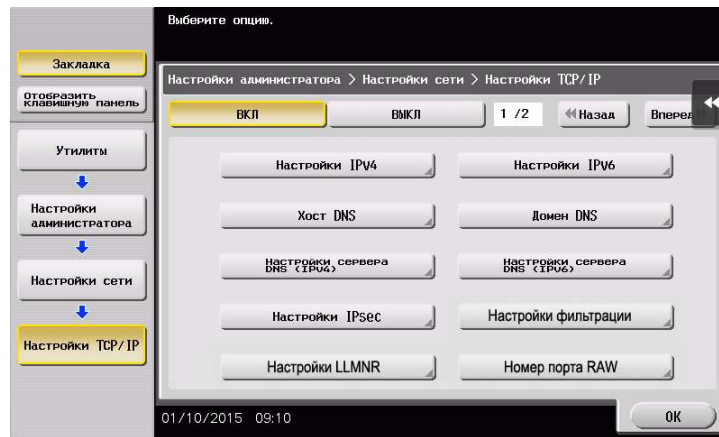 Выберите опцию.
Закладка
Отобразить
клавишную панель
Утилиты
Настройки
администратора
Настройки сети
Настройки TCP/IP
Настройки администратора > Настройки сети > Настройки TCP/IP
ВКЛ
ВЫКЛ
1 /2
Назад
Вперед
Настройки IPV4
Настройки IPV6
Хост DNS
Домен DNS
Настройки сервера
DNS (IPV4)
Настройки сервера
DNS (IPV6)
Настройки IPsec
Настройки фильтрации
Настройки LLMNR
Номер порта RAW
01/10/2015 09:10
OK